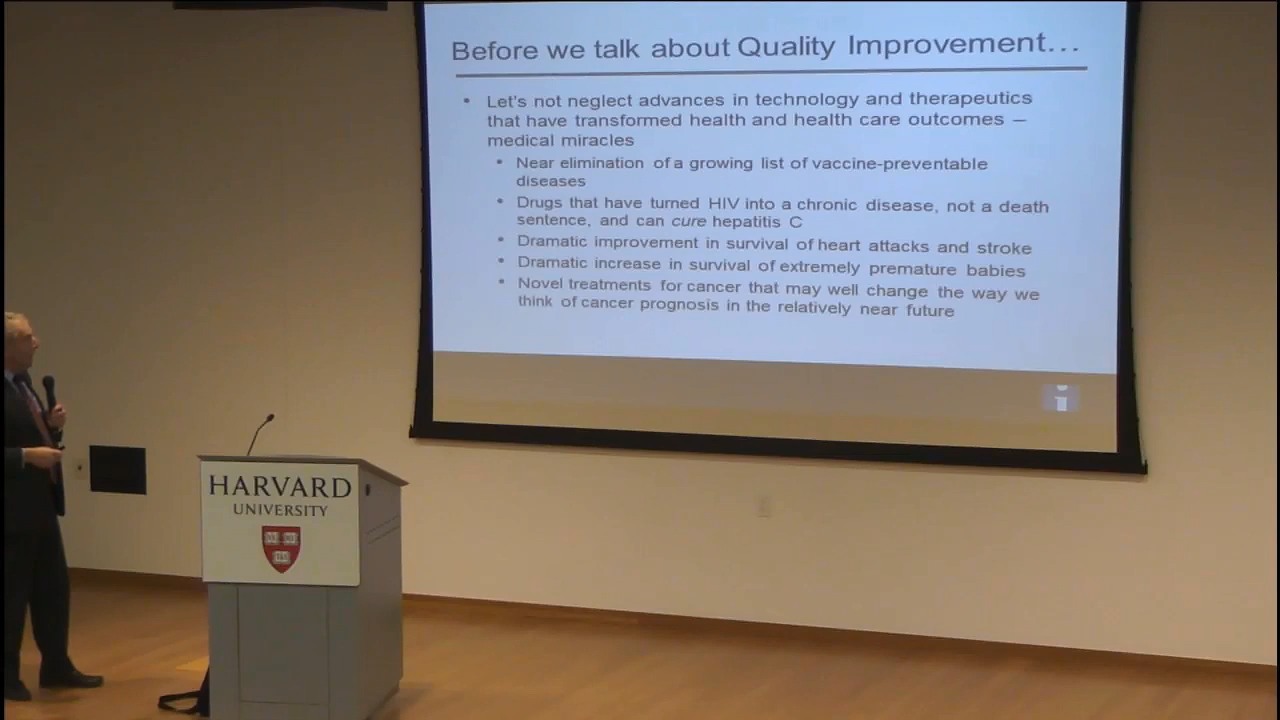 Before we talk about Quality Improvement…
• Let's not neglect advances in technology and therapeutics
that have transformed health and health care outcomes –
medical miracles
• Near elimination of a growing list of vaccine-preventable
diseases
• Drugs that have turned HIV into a chronic disease, not a death
sentence, and can cure hepatitis C
• Dramatic improvement in survival of heart attacks and stroke
• Dramatic increase in survival of extremely premature babies
• Novel treatments for cancer that may well change the way we
think of cancer prognosis in the relatively near future
HARVARD
UNIVERSITY